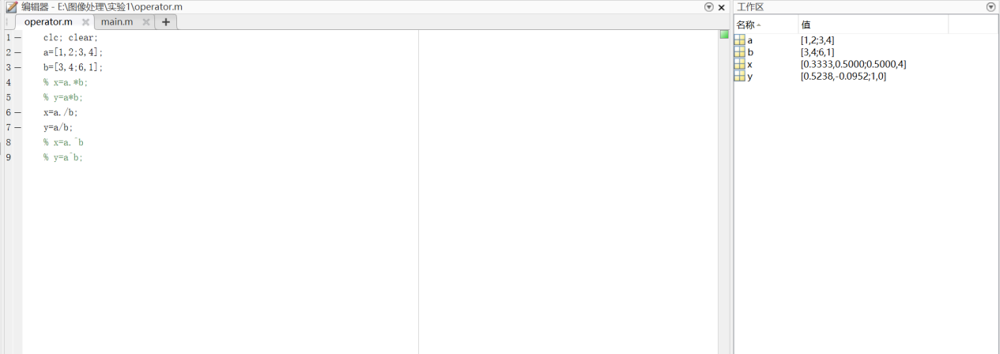 编辑器 - E:\图像处理\实验1\operator.m
operator.m main.m
1 clc; clear;
2 a=[1,2;3,4];
3 b=[3,4;6,1];
4 % x=a.*b;
5 % y=a*b;
6 x=a./b;
7 y=a/b;
8 % x=a.^b
9 % y=a^b;
工作区
名称 值
a [1,2;3,4]
b [3,4;6,1]
x [0.3333,0.5000;0.5000,4]
y [0.5238,-0.0952;1,0]